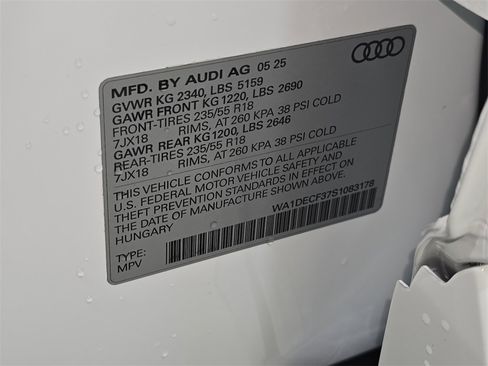 MFD. BY AUDI AG 05 25
GVWR KG 2340, LBS 5159
GAWR FRONT KG 1220, LBS 2690
FRONT-TIRES 235/55 R18
7JX18 RIMS, AT 260 KPA 38 PSI COLD
GAWR REAR KG1200, LBS 2646
REAR-TIRES 235/55 R18
7JX18 RIMS, AT 260 KPA 38 PSI COLD
THIS VEHICLE CONFORMS TO ALL APPLICABLE
U.S. FEDERAL MOTOR VEHICLE SAFETY AND
THEFT PREVENTION STANDARDS IN EFFECT ON
THE DATE OF MANUFACTURE SHOWN ABOVE.
HUNGARY
WA1DECF37S1083178
TYPE:
MPV